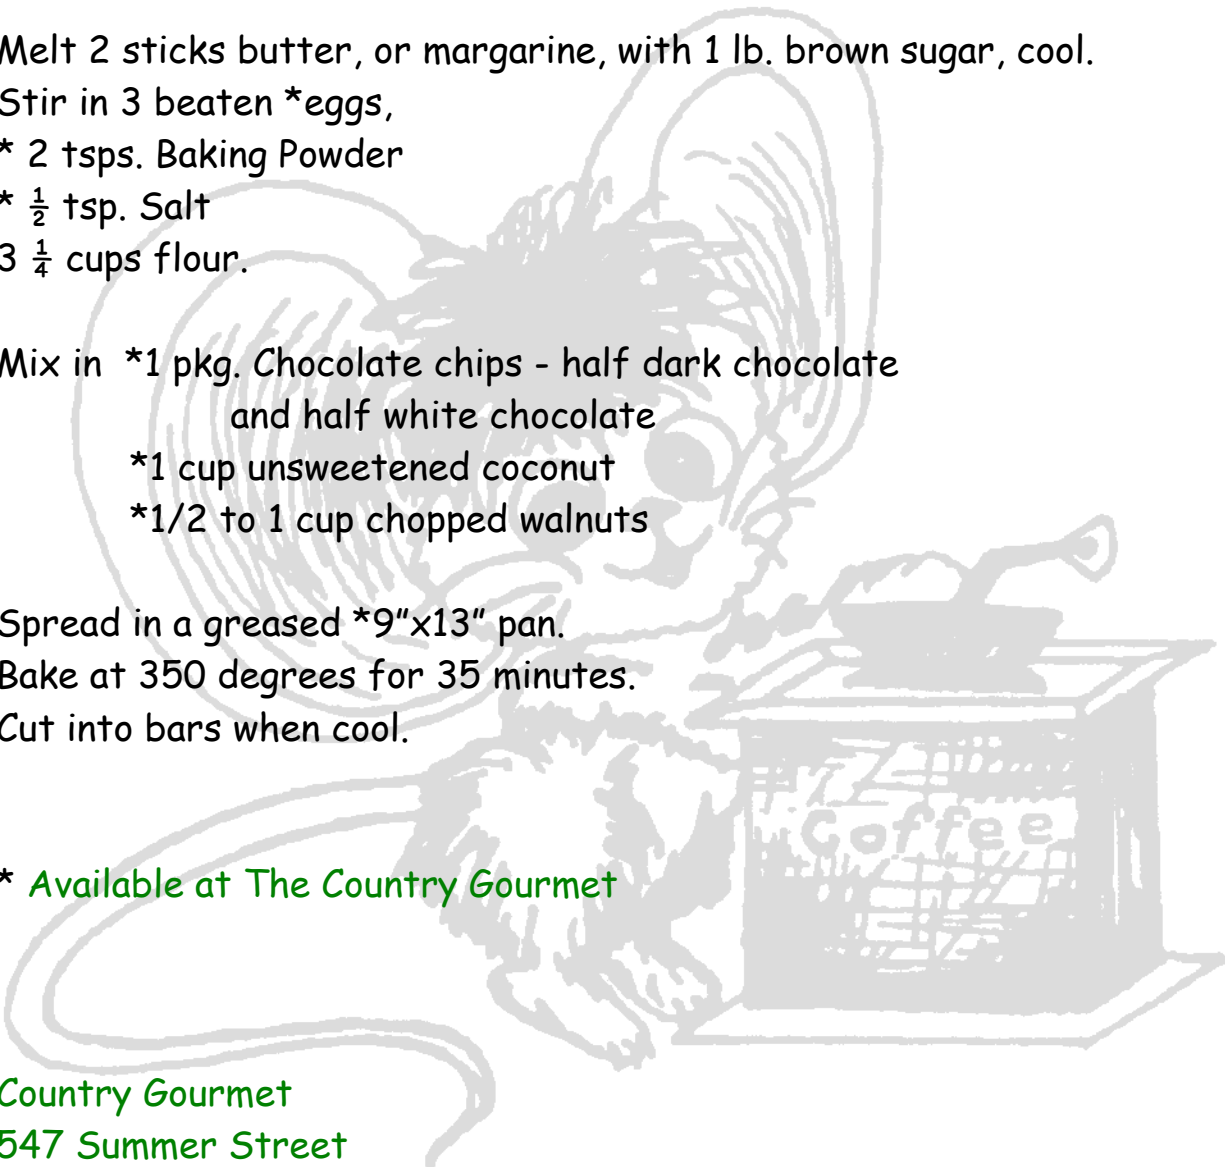 Melt 2 sticks butter, or margarine, with 1 lb. brown sugar, cool.
Stir in 3 beaten *eggs,
* 2 tsps. Baking Powder
* ½ tsp. Salt
3 ¼ cups flour.
Mix in *1 pkg. Chocolate chips - half dark chocolate
and half white chocolate
*1 cup unsweetened coconut
*1/2 to 1 cup chopped walnuts
Spread in a greased *9”x13” pan.
Bake at 350 degrees for 35 minutes.
Cut into bars when cool.
Coffee
* Available at The Country Gourmet
Country Gourmet
547 Summer Street